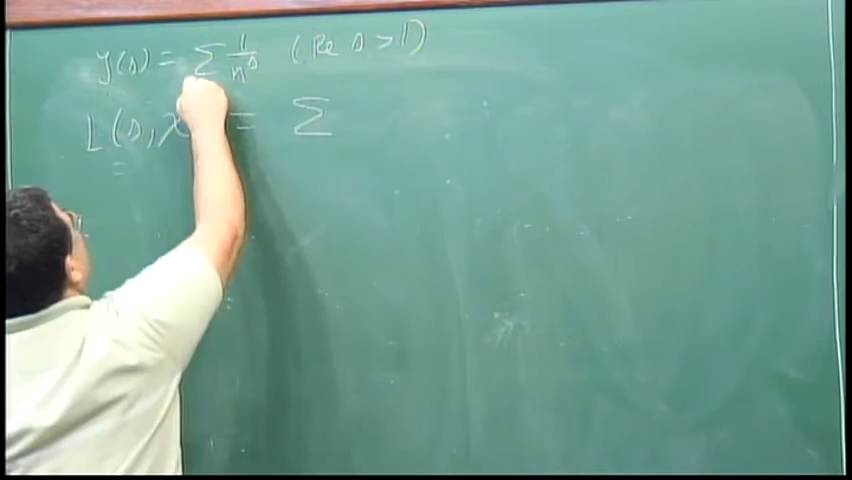 ζ(s) = Σ 1/n^s (Re s > 1)
L(s, χ = Σ